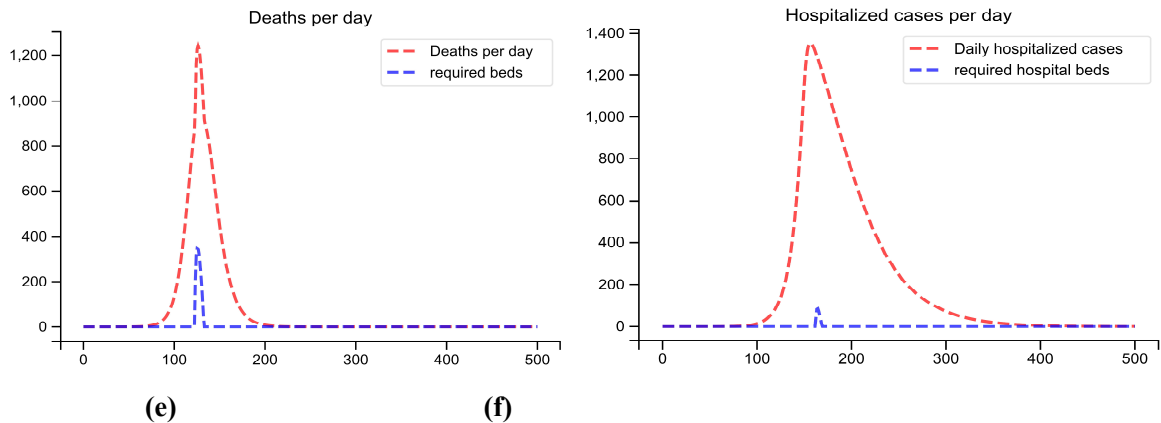 Deaths per day
Deaths per day
required beds
1,200
1,000
800
600
400
200
0
0 100 200 300 400 500
Hospitalized cases per day
Daily hospitalized cases
required hospital beds
1,400
1,200
1,000
800
600
400
200
0
0 100 200 300 400 500
(e) (f)